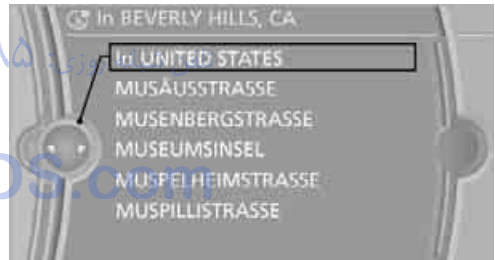 In BEVERLY HILLS, CA
In UNITED STATES
MUSÄUSSTRASSE
MUSENBERGSTRASSE
MUSEUMSINSEL
MUSPELHEIMSTRASSE
MUSPILLISTRASSE